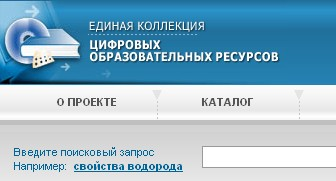 ЕДИНАЯ КОЛЛЕКЦИЯ
ЦИФРОВЫХ
ОБРАЗОВАТЕЛЬНЫХ РЕСУРСОВ
О ПРОЕКТЕ КАТАЛОГ
Введите поисковый запрос
Например: свойства водорода